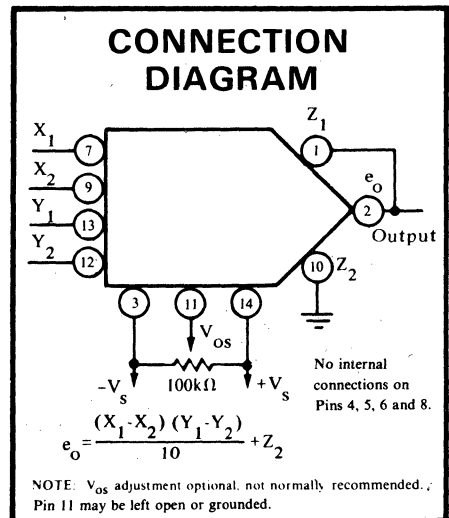 CONNECTION
DIAGRAM
Z1
X1
7
1
X2
9
eo
Y1
13
2
Output
Y2
12
10
Z2
3
11
14
Vos
-Vs
100kΩ
+Vs
No internal
connections on
Pins 4, 5, 6 and 8.
eo = (X1-X2) (Y1-Y2) / 10 + Z2
NOTE: Vos adjustment optional, not normally recommended.
Pin 11 may be left open or grounded.